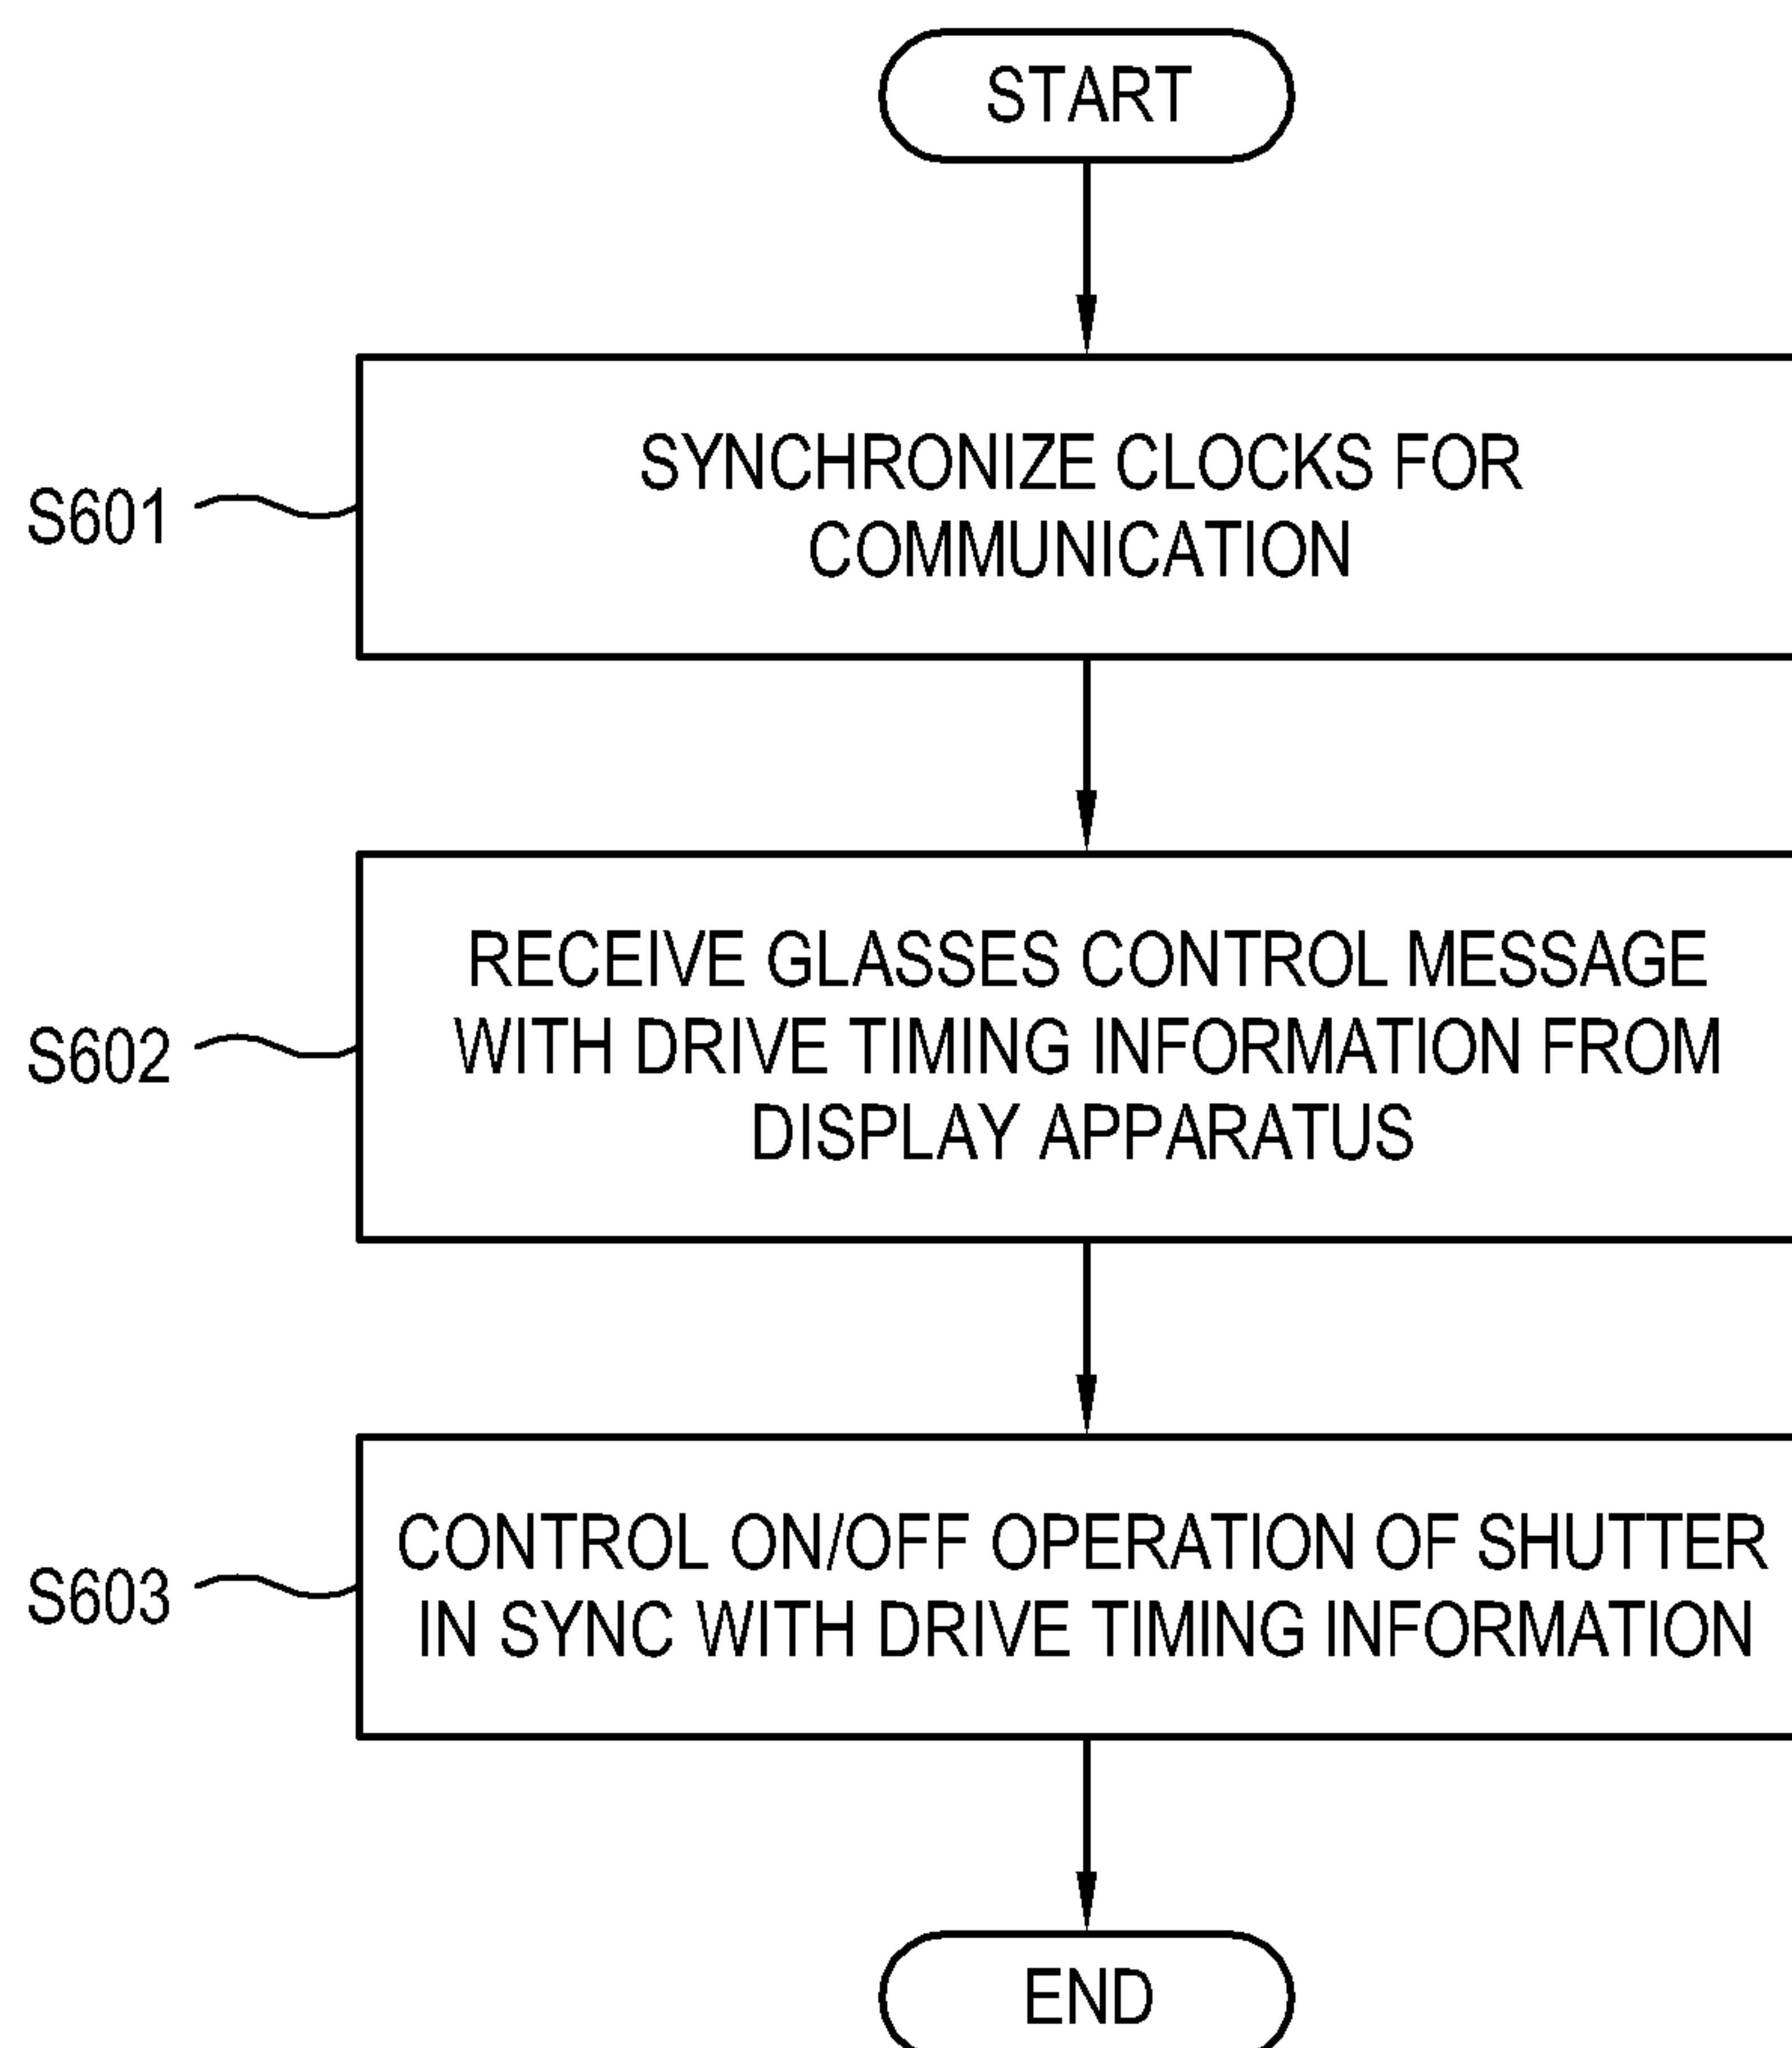 START
S601
SYNCHRONIZE CLOCKS FOR
COMMUNICATION
S602
RECEIVE GLASSES CONTROL MESSAGE
WITH DRIVE TIMING INFORMATION FROM
DISPLAY APPARATUS
S603
CONTROL ON/OFF OPERATION OF SHUTTER
IN SYNC WITH DRIVE TIMING INFORMATION
END